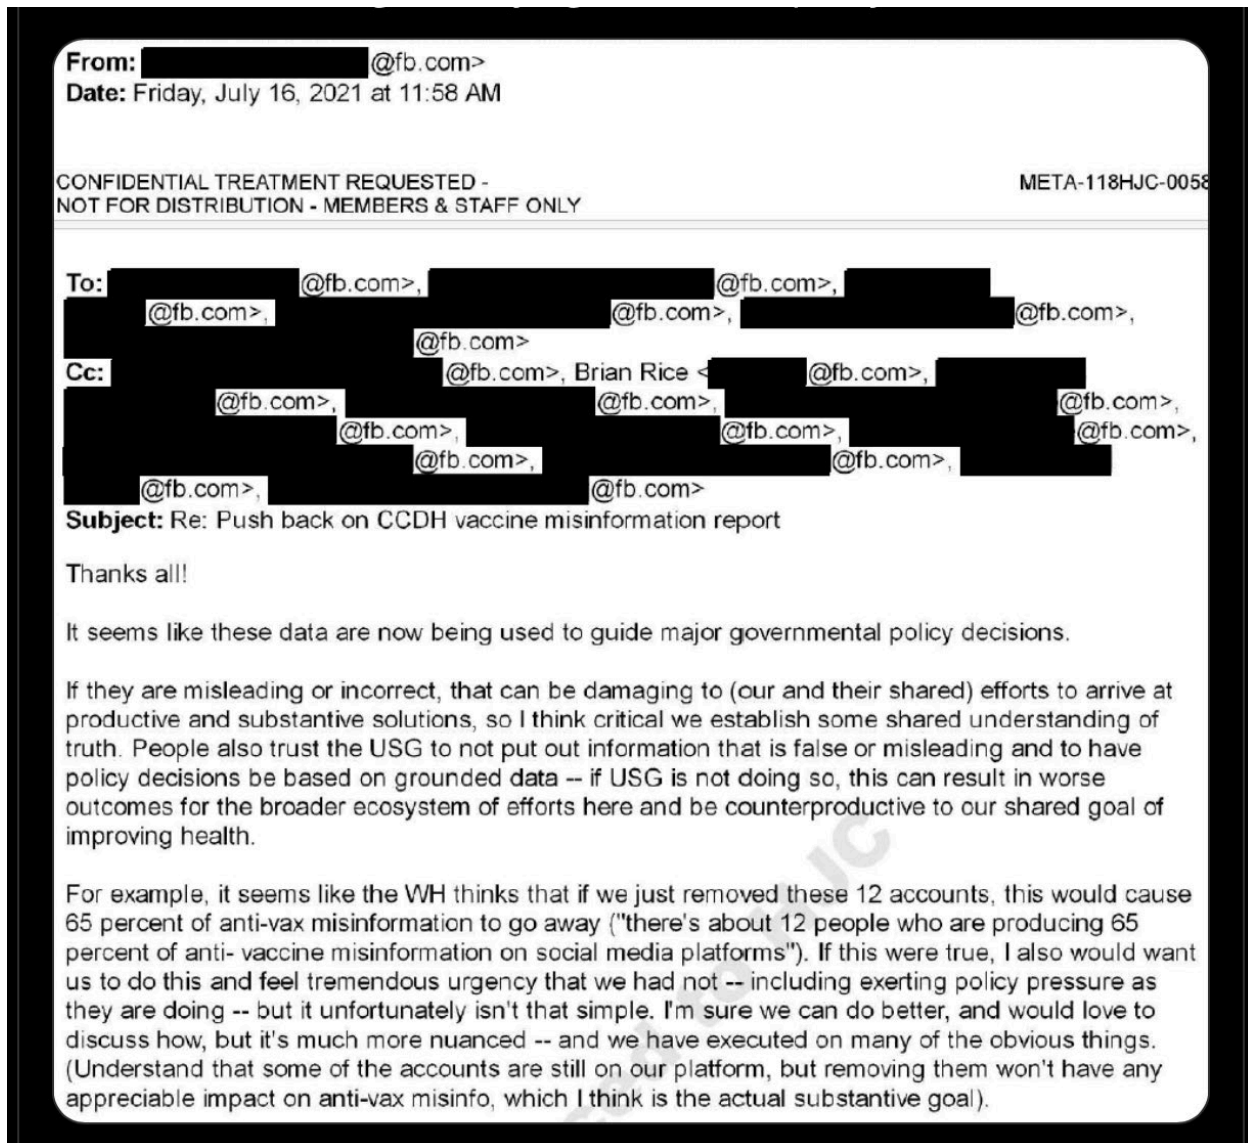 From: @fb.com>
Date: Friday, July 16, 2021 at 11:58 AM
CONFIDENTIAL TREATMENT REQUESTED -
NOT FOR DISTRIBUTION - MEMBERS & STAFF ONLY
META-118HJC-0058
To: @fb.com>, @fb.com>,
@fb.com>, @fb.com>, @fb.com>,
@fb.com>
Cc: @fb.com>, Brian Rice < @fb.com>,
@fb.com>, @fb.com>, @fb.com>,
@fb.com>, @fb.com>, @fb.com>,
@fb.com>, @fb.com>,
@fb.com>, @fb.com>
Subject: Re: Push back on CCDH vaccine misinformation report
Thanks all!
It seems like these data are now being used to guide major governmental policy decisions.
If they are misleading or incorrect, that can be damaging to (our and their shared) efforts to arrive at
productive and substantive solutions, so I think critical we establish some shared understanding of
truth. People also trust the USG to not put out information that is false or misleading and to have
policy decisions be based on grounded data -- if USG is not doing so, this can result in worse
outcomes for the broader ecosystem of efforts here and be counterproductive to our shared goal of
improving health.
For example, it seems like the WH thinks that if we just removed these 12 accounts, this would cause
65 percent of anti-vax misinformation to go away ("there's about 12 people who are producing 65
percent of anti- vaccine misinformation on social media platforms"). If this were true, I also would want
us to do this and feel tremendous urgency that we had not -- including exerting policy pressure as
they are doing -- but it unfortunately isn't that simple. I'm sure we can do better, and would love to
discuss how, but it's much more nuanced -- and we have executed on many of the obvious things.
(Understand that some of the accounts are still on our platform, but removing them won't have any
appreciable impact on anti-vax misinfo, which I think is the actual substantive goal).
ced to HJC